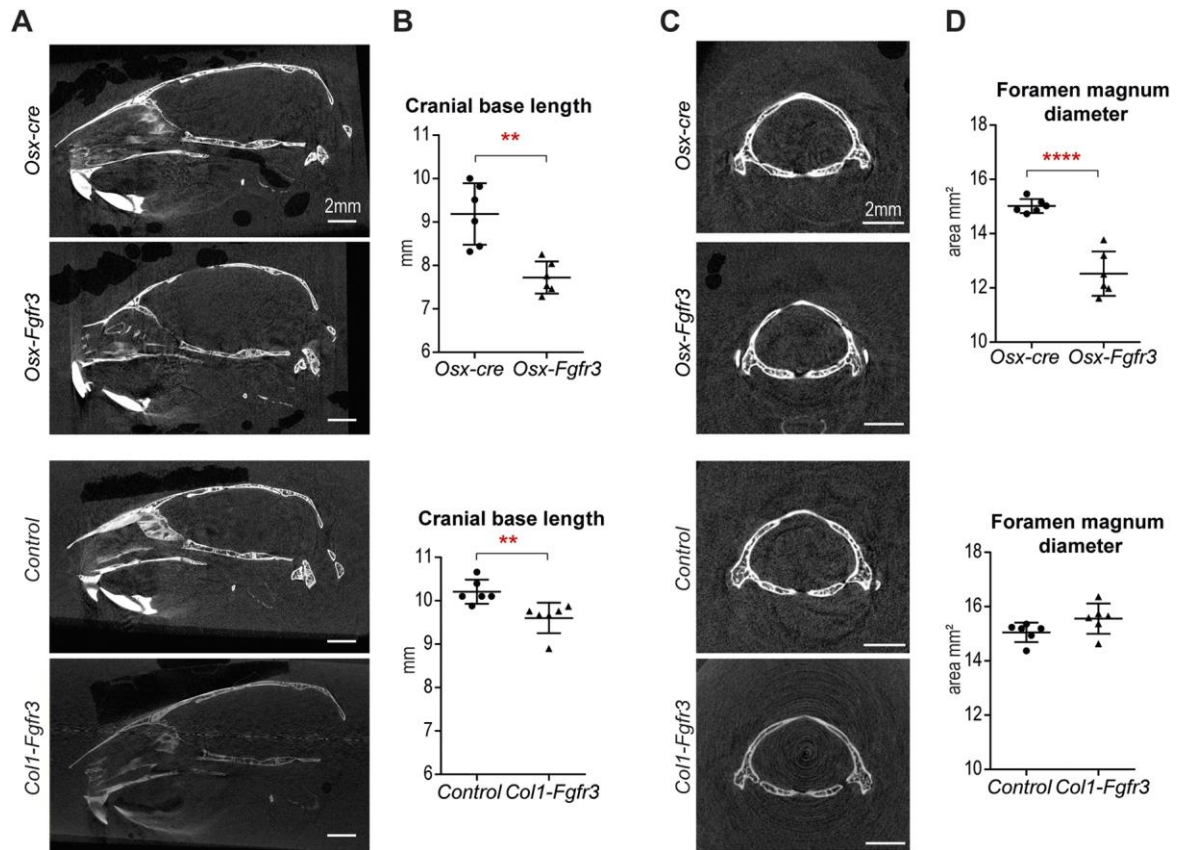 A
B
C
D
Osx-cre
2mm
Osx-Fgfr3
Cranial base length
**
11
10
9
8
7
6
mm
Osx-cre Osx-Fgfr3
Osx-cre
2mm
Osx-Fgfr3
Foramen magnum
diameter
****
18
16
14
12
10
area mm²
Osx-cre Osx-Fgfr3
Control
Col1-Fgfr3
Cranial base length
**
11
10
9
8
7
6
mm
Control Col1-Fgfr3
Control
Col1-Fgfr3
Foramen magnum
diameter
18
16
14
12
10
area mm²
Control Col1-Fgfr3